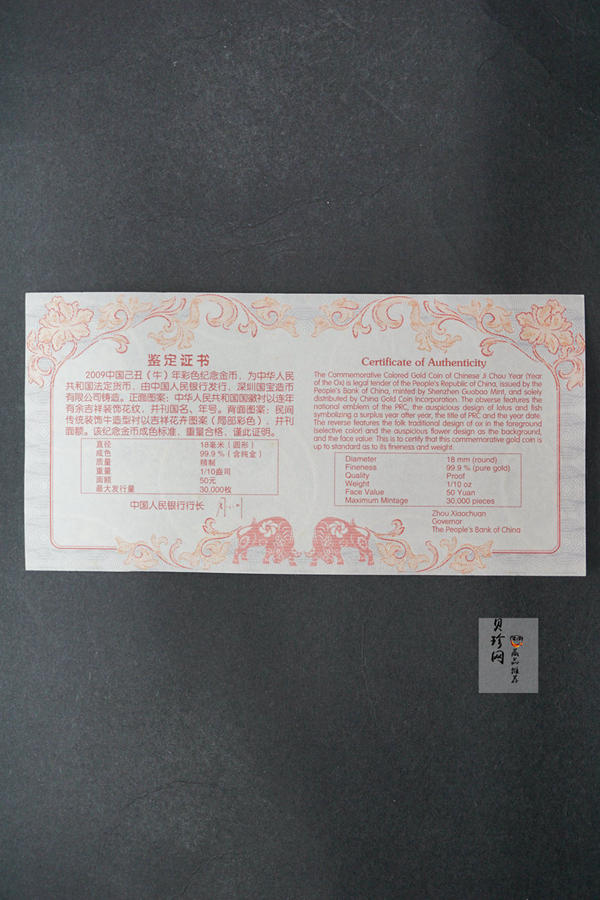 鉴定证书
2009中国己丑（牛）年彩色纪念金币，为中华人民
共和国法定货币，由中国人民银行发行，深圳国宝造币
有限公司铸造。正面图案：中华人民共和国国徽衬以连年
有余吉祥装饰花纹，并刊国名、年号。背面图案：民间
传统装饰牛造型衬以吉祥花卉图案（局部彩色），并刊
面额。该纪念金币成色标准，重量合格，谨此证明。
直径 18毫米（圆形）
成色 99.9％（含纯金）
质量 精制
重量 1/10盎司
面额 50元
最大发行量 30,000枚
中国人民银行行长
Certificate of Authenticity
The Commemorative Colored Gold Coin of Chinese Ji Chou Year (Year
of the Ox) is legal tender of the People's Republic of China, issued by the
People's Bank of China, minted by Shenzhen Guobao Mint, and solely
distributed by China Gold Coin Incorporation. The obverse features the
national emblem of the PRC, the auspicious design of lotus and fish
symbolizing a surplus year after year, the title of PRC and the year date.
The reverse features the folk traditional design of ox in the foreground
(selective color) and the auspicious flower design as the background,
and the face value. This is to certify that this commemorative gold coin is
up to standard as to its fineness and weight.
Diameter 18 mm (round)
Fineness 99.9 % (pure gold)
Quality Proof
Weight 1/10 oz
Face Value 50 Yuan
Maximum Mintage 30,000 pieces
Zhou Xiaochuan
Governor
The People's Bank of China
贝珍网
藏品推荐